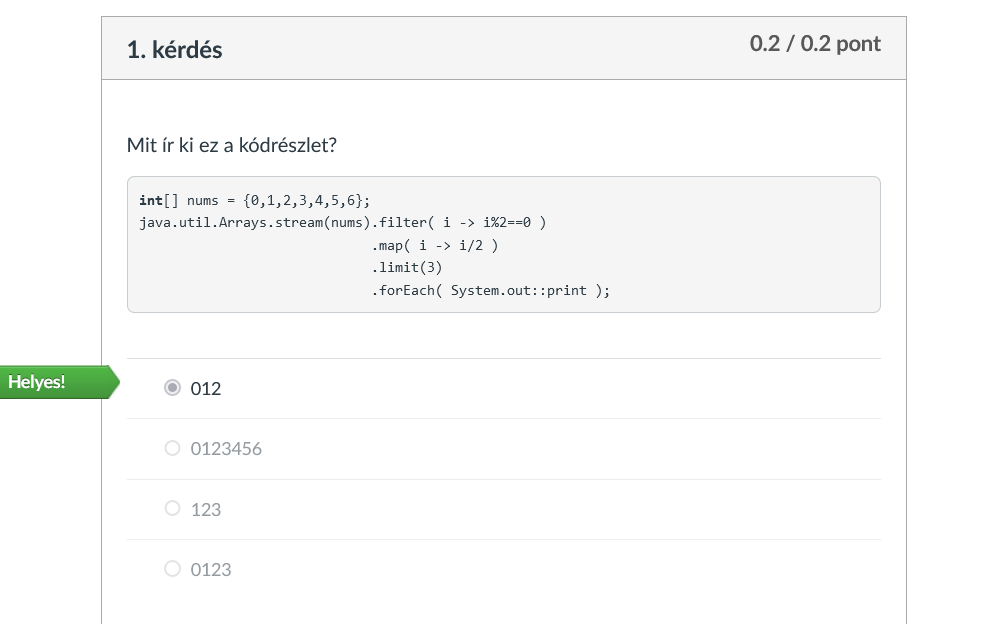 1. kérdés
0.2 / 0.2 pont
Mit ír ki ez a kódrészlet?
int[] nums = {0,1,2,3,4,5,6};
java.util.Arrays.stream(nums).filter( i -> i%2==0 )
.map( i -> i/2 )
.limit(3)
.forEach( System.out::print );
Helyes!
012
0123456
123
0123